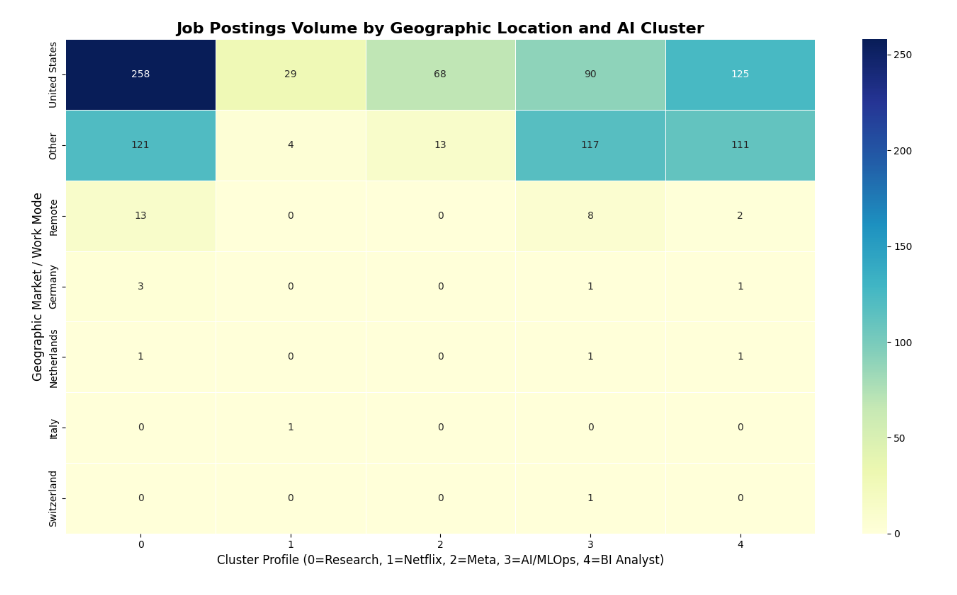 Job Postings Volume by Geographic Location and AI Cluster
Geographic Market / Work Mode
United States 258 29 68 90 125
Other 121 4 13 117 111
Remote 13 0 0 8 2
Germany 3 0 0 1 1
Netherlands 1 0 0 1 1
Italy 0 1 0 0 0
Switzerland 0 0 0 1 0
0 1 2 3 4
Cluster Profile (0=Research, 1=Netflix, 2=Meta, 3=AI/MLOps, 4=BI Analyst)
250
200
150
100
50
0